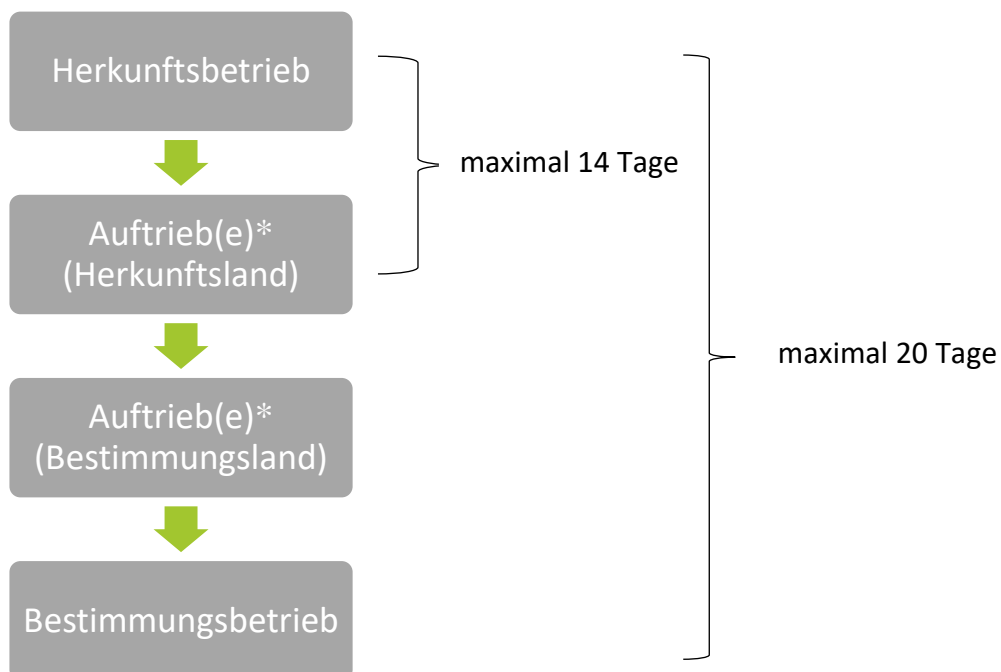 Herkunftsbetrieb
maximal 14 Tage
Auftrieb(e)*
(Herkunftsland)
maximal 20 Tage
Auftrieb(e)*
(Bestimmungsland)
Bestimmungsbetrieb